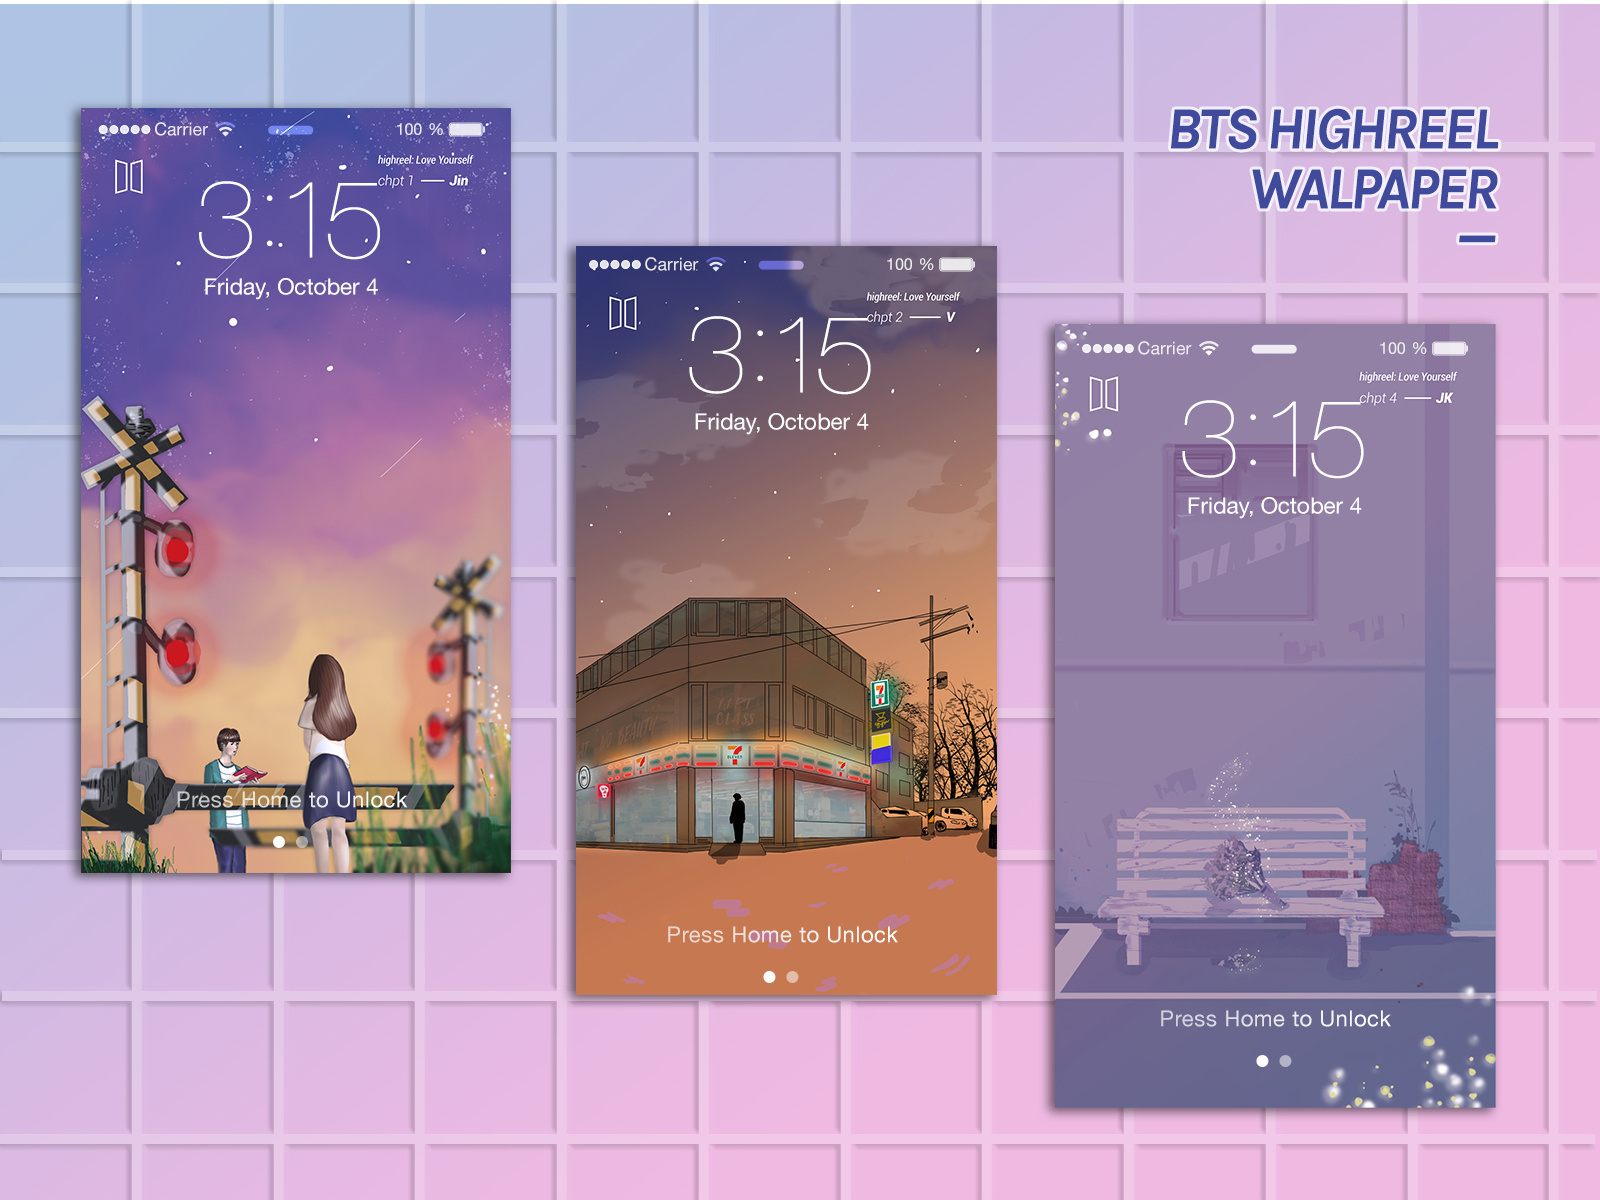 BTS HIGHREEL
WALPAPER
Carrier
100 %
highreel: Love Yourself
chpt 1 — Jin
3:15
Friday, October 4
Press Home to Unlock
Carrier
100 %
highreel: Love Yourself
chpt 2 — V
3:15
Friday, October 4
7
ELEVEN
Press Home to Unlock
Carrier
100 %
highreel: Love Yourself
chpt 4 — JK
3:15
Friday, October 4
Press Home to Unlock